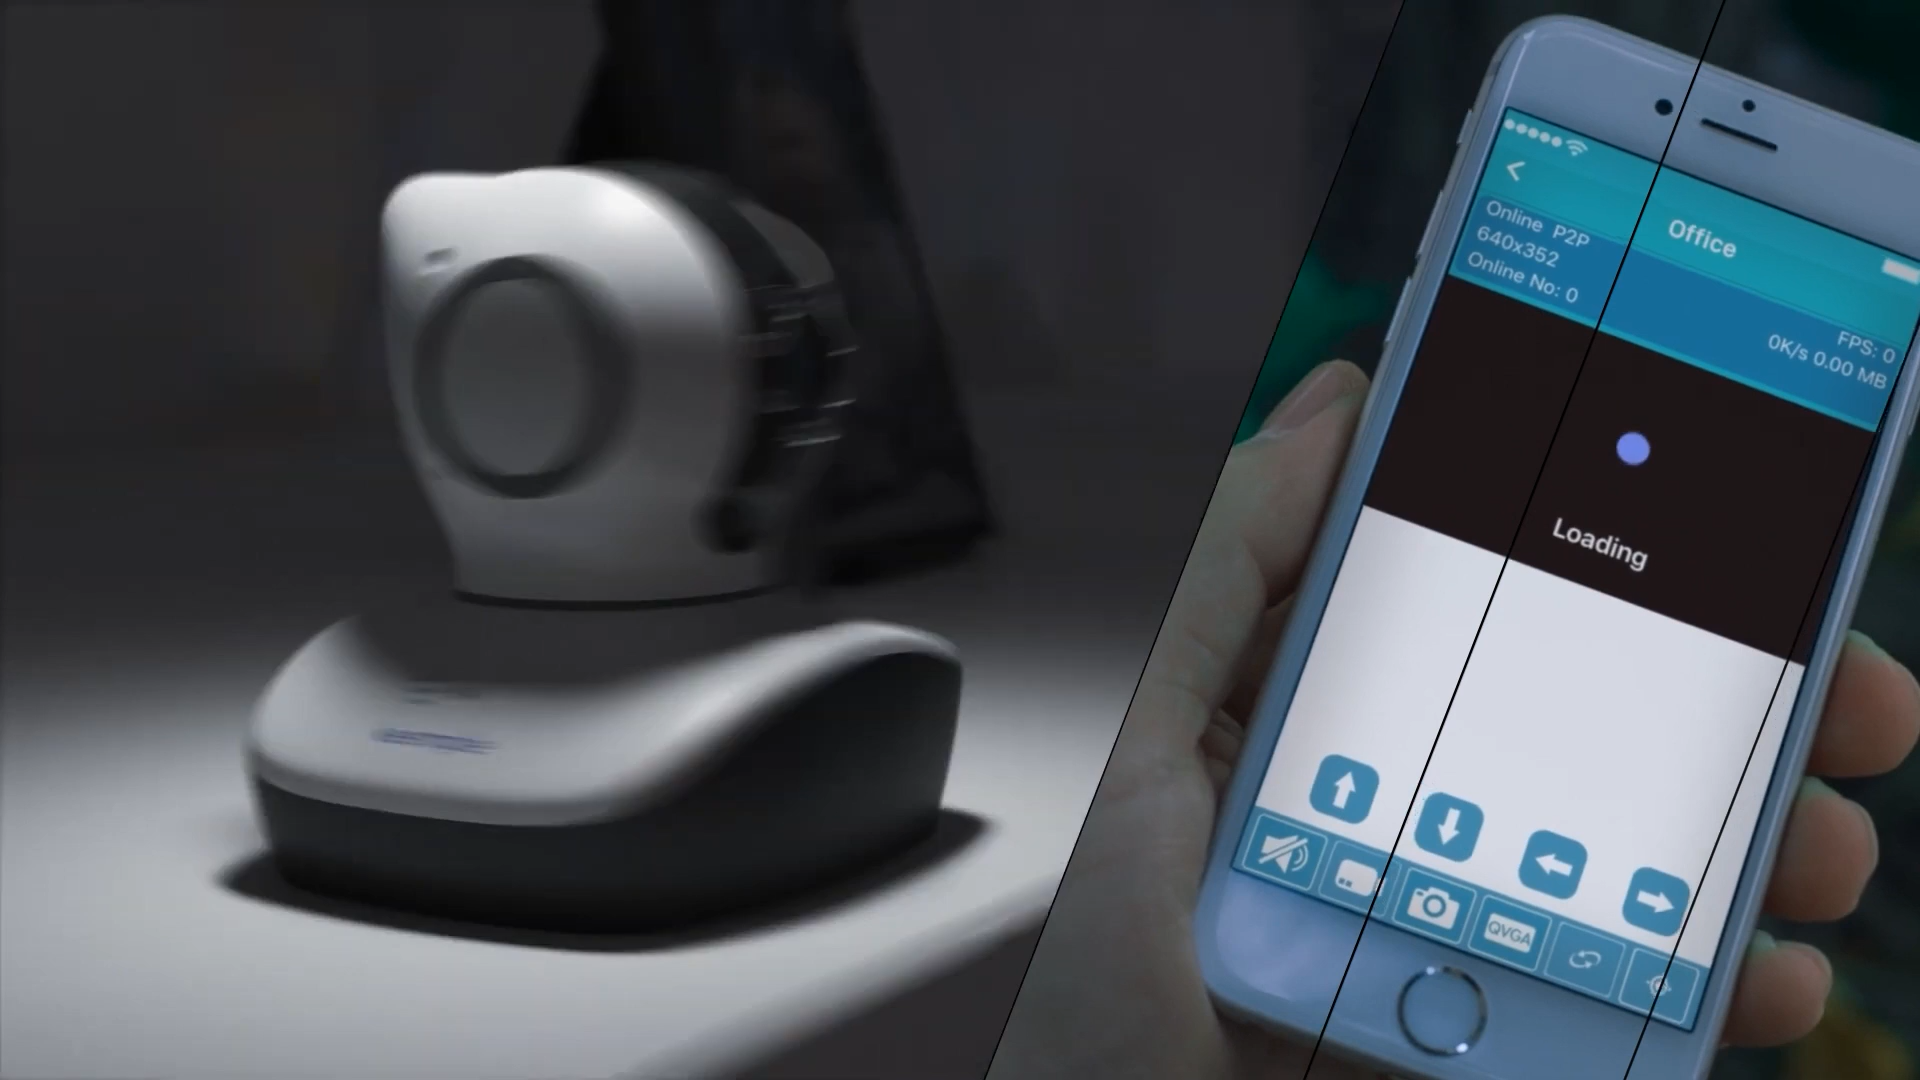 Office
Online P2P
640x352
Online No: 0
FPS: 0
0K/s 0.00 MB
Loading
QVGA